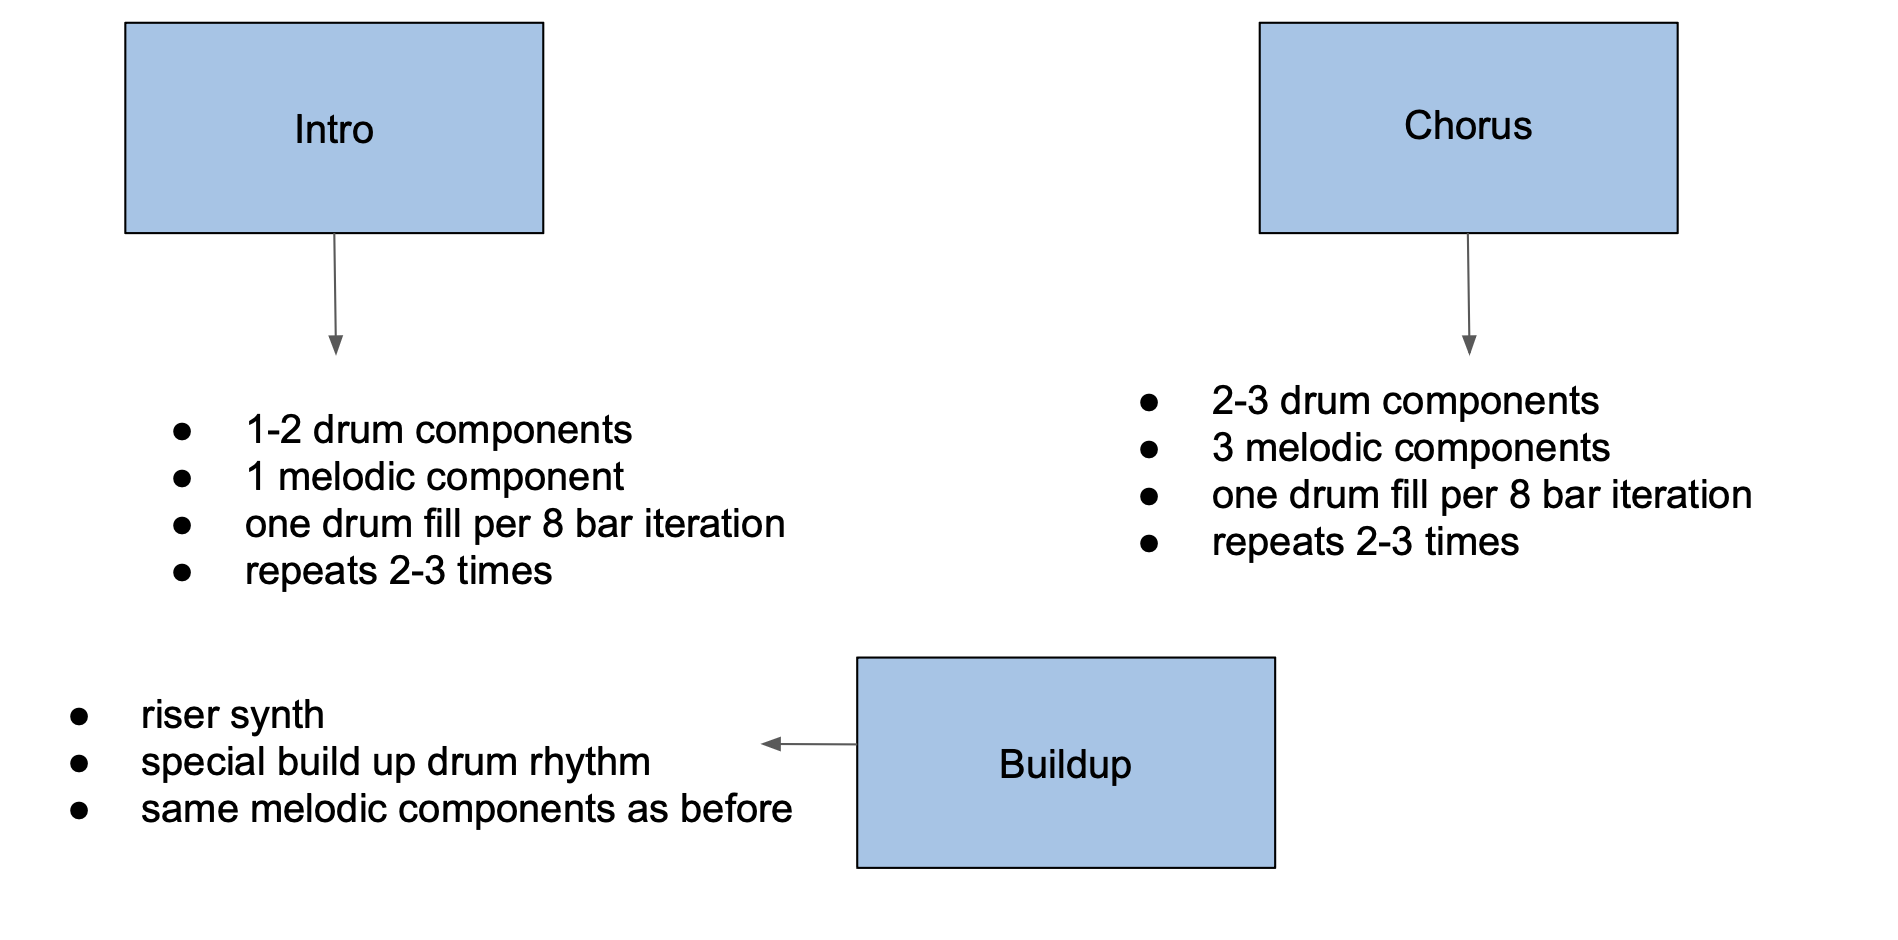 Intro
● 1-2 drum components
● 1 melodic component
● one drum fill per 8 bar iteration
● repeats 2-3 times
Chorus
● 2-3 drum components
● 3 melodic components
● one drum fill per 8 bar iteration
● repeats 2-3 times
Buildup
● riser synth
● special build up drum rhythm
● same melodic components as before